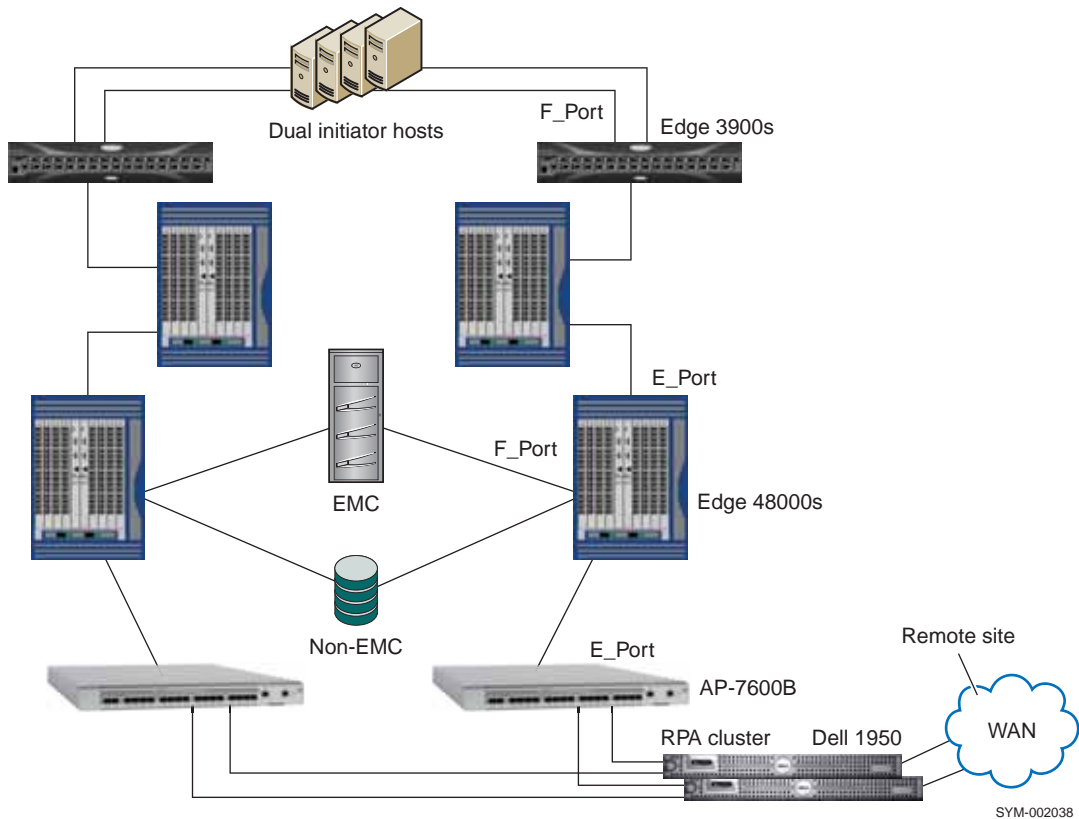 Dual initiator hosts
F_Port
Edge 3900s
E_Port
F_Port
EMC
Edge 48000s
Non-EMC
E_Port
Remote site
AP-7600B
WAN
RPA cluster
Dell 1950
SYM-002038